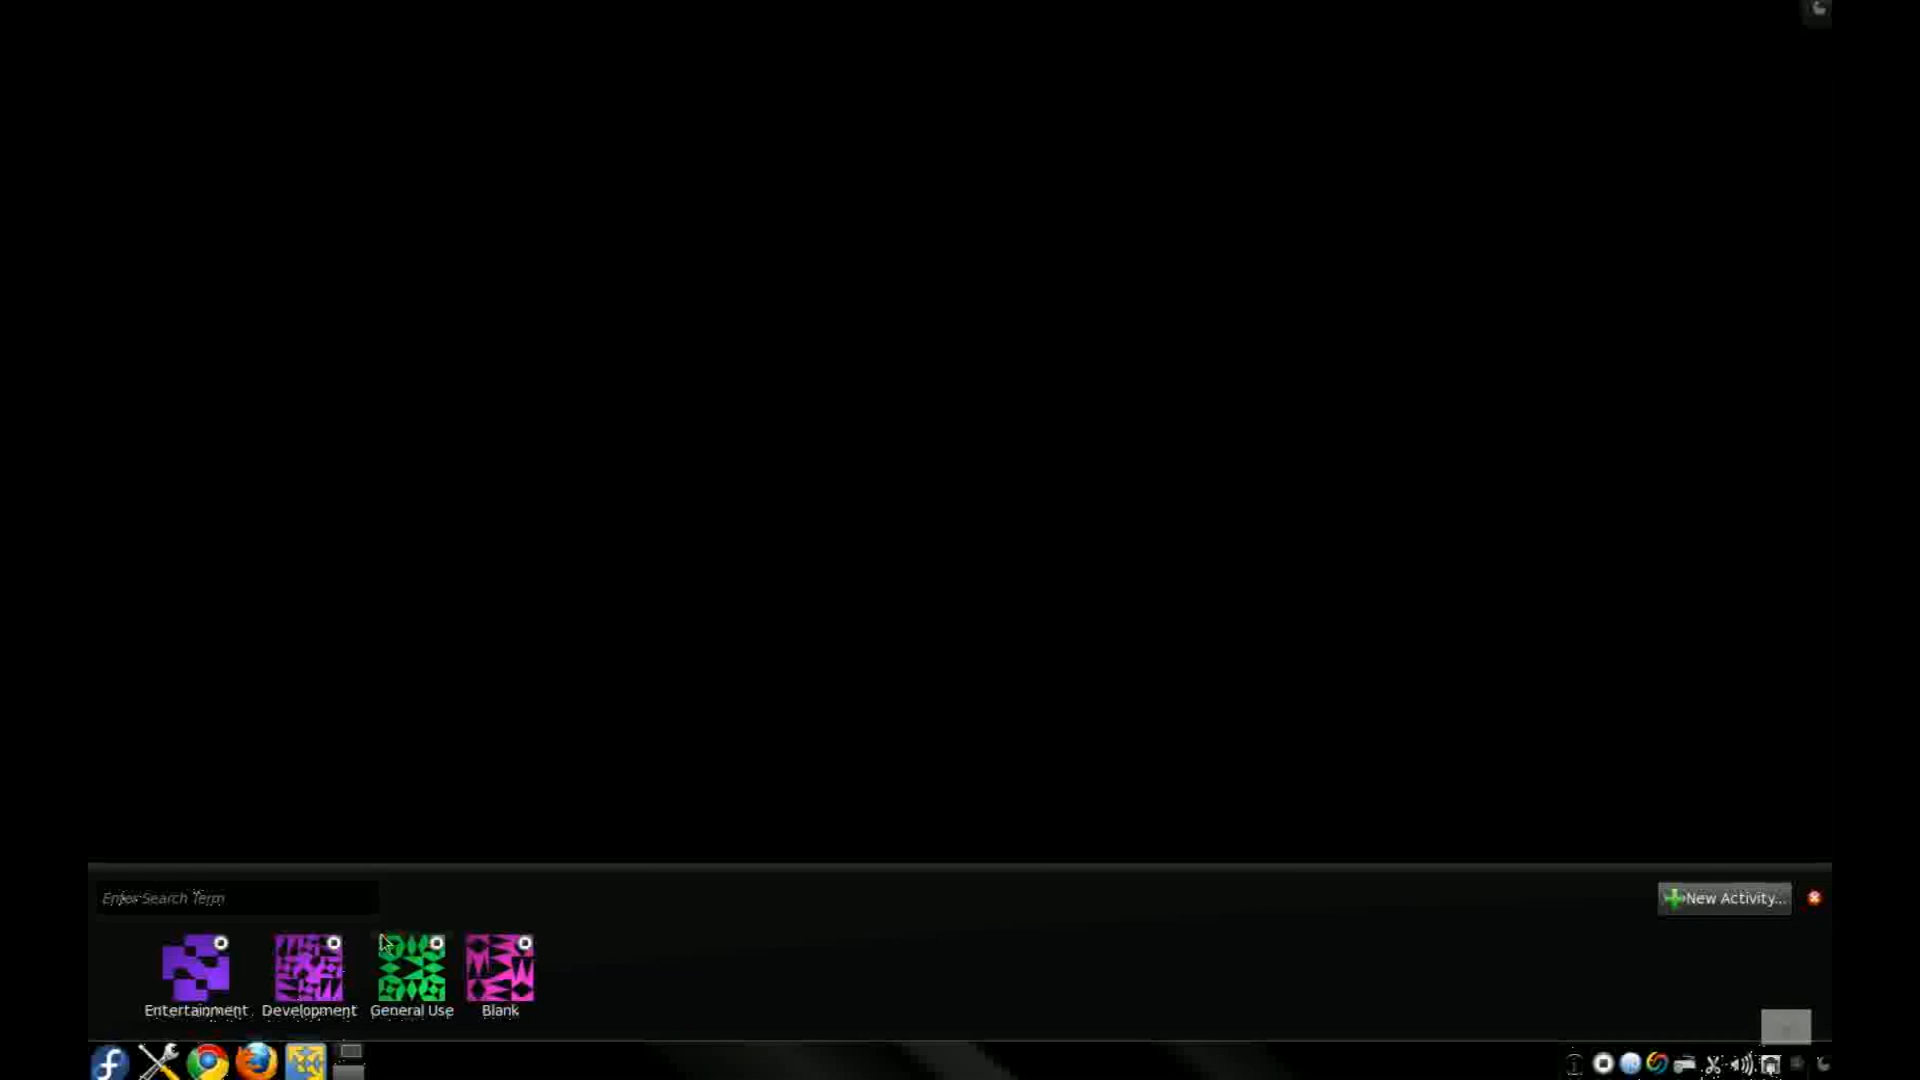 Enter Search Term
New Activity...
Entertainment
Development
General Use
Blank